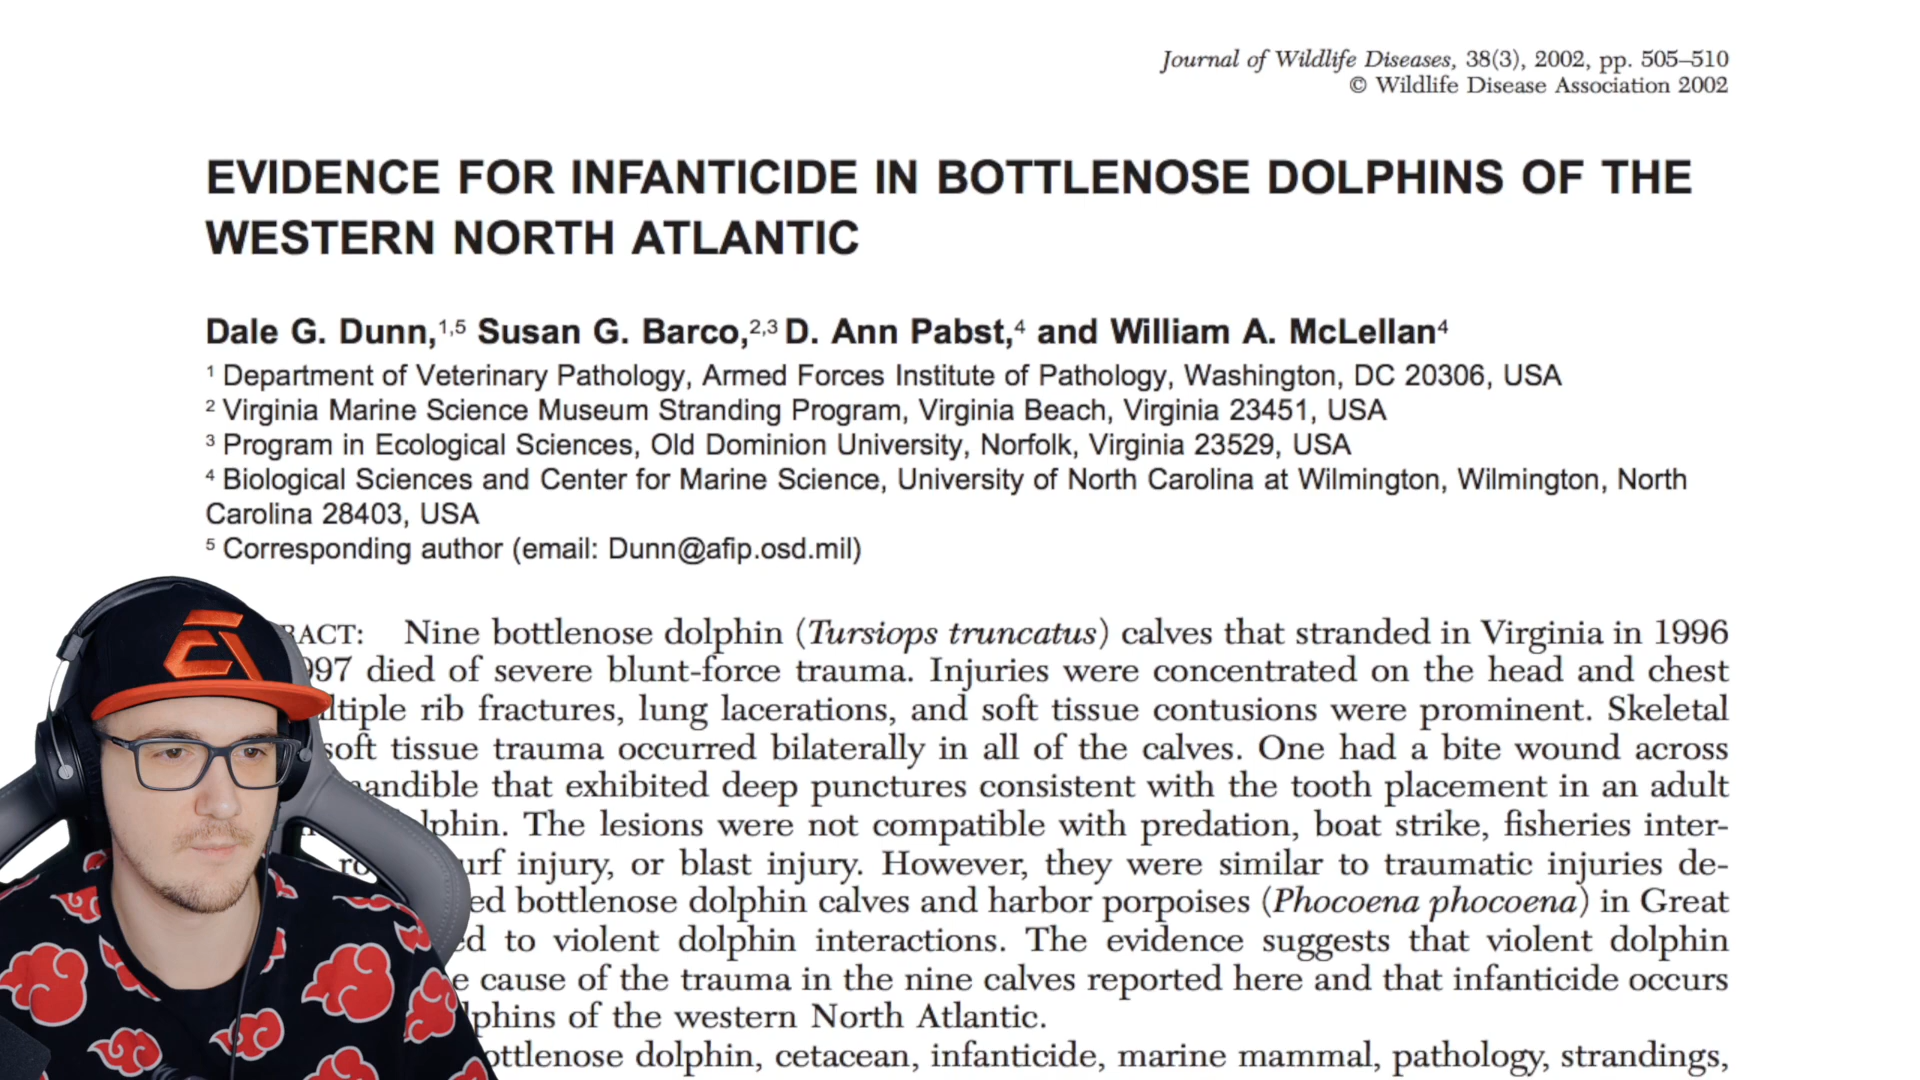 Journal of Wildlife Diseases, 38(3), 2002, pp. 505–510
© Wildlife Disease Association 2002
EVIDENCE FOR INFANTICIDE IN BOTTLENOSE DOLPHINS OF THE
WESTERN NORTH ATLANTIC
Dale G. Dunn,1,5 Susan G. Barco,2,3 D. Ann Pabst,4 and William A. McLellan4
1 Department of Veterinary Pathology, Armed Forces Institute of Pathology, Washington, DC 20306, USA
2 Virginia Marine Science Museum Stranding Program, Virginia Beach, Virginia 23451, USA
3 Program in Ecological Sciences, Old Dominion University, Norfolk, Virginia 23529, USA
4 Biological Sciences and Center for Marine Science, University of North Carolina at Wilmington, Wilmington, North
Carolina 28403, USA
5 Corresponding author (email: Dunn@afip.osd.mil)
RACT: Nine bottlenose dolphin (Tursiops truncatus) calves that stranded in Virginia in 1996
997 died of severe blunt-force trauma. Injuries were concentrated on the head and chest
ltiple rib fractures, lung lacerations, and soft tissue contusions were prominent. Skeletal
soft tissue trauma occurred bilaterally in all of the calves. One had a bite wound across
andible that exhibited deep punctures consistent with the tooth placement in an adult
lphin. The lesions were not compatible with predation, boat strike, fisheries inter-
urf injury, or blast injury. However, they were similar to traumatic injuries de-
ed bottlenose dolphin calves and harbor porpoises (Phocoena phocoena) in Great
ed to violent dolphin interactions. The evidence suggests that violent dolphin
e cause of the trauma in the nine calves reported here and that infanticide occurs
lphins of the western North Atlantic.
ottlenose dolphin, cetacean, infanticide, marine mammal, pathology, strandings,